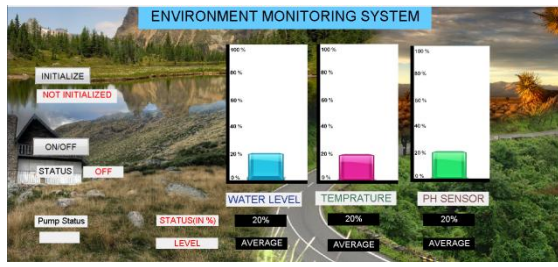 ENVIRONMENT MONITORING SYSTEM
100 % 100 % 100 %
80 % 80 % 80 %
INITIALIZE
NOT INITIALIZED
60 % 60 % 60 %
40 % 40 % 40 %
ON/OFF
20 % 20 % 20 %
STATUS OFF
0 % 0 % 0 %
WATER LEVEL TEMPRATURE PH SENSOR
Pump Status STATUS(IN %) 20% 20% 20%
LEVEL AVERAGE AVERAGE AVERAGE